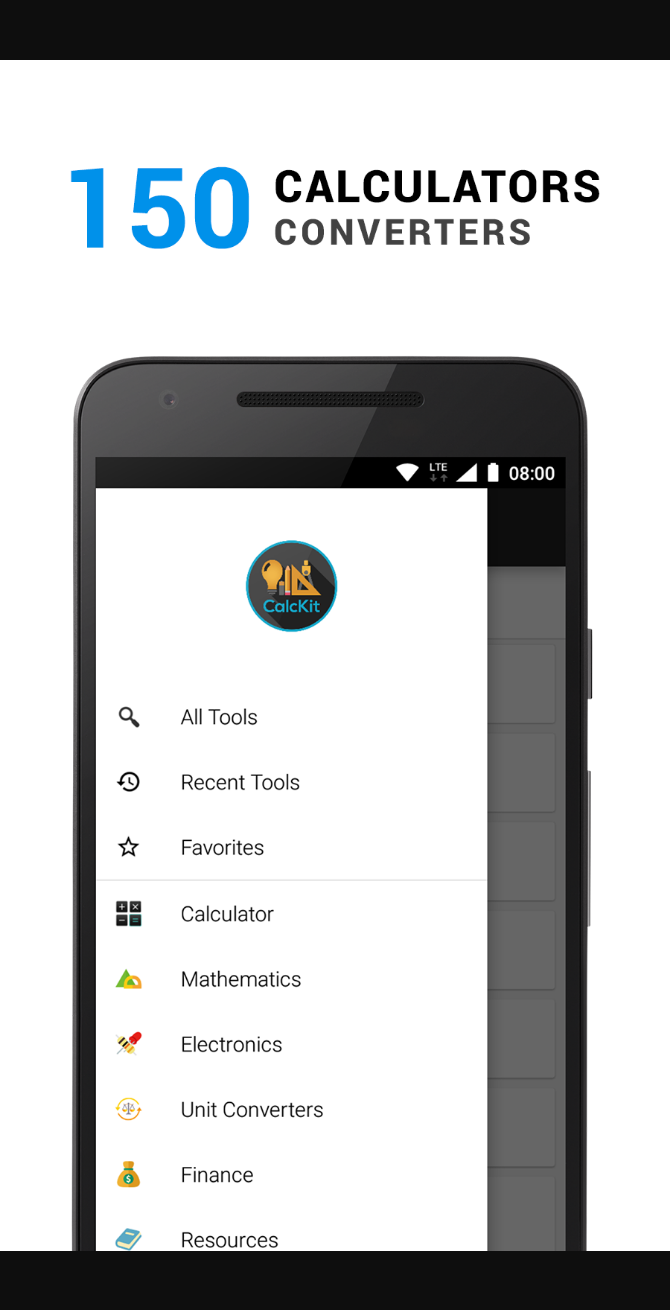 150 CALCULATORS
CONVERTERS
LTE 08:00
CalcKit
All Tools
Recent Tools
Favorites
Calculator
Mathematics
Electronics
Unit Converters
Finance
Resources